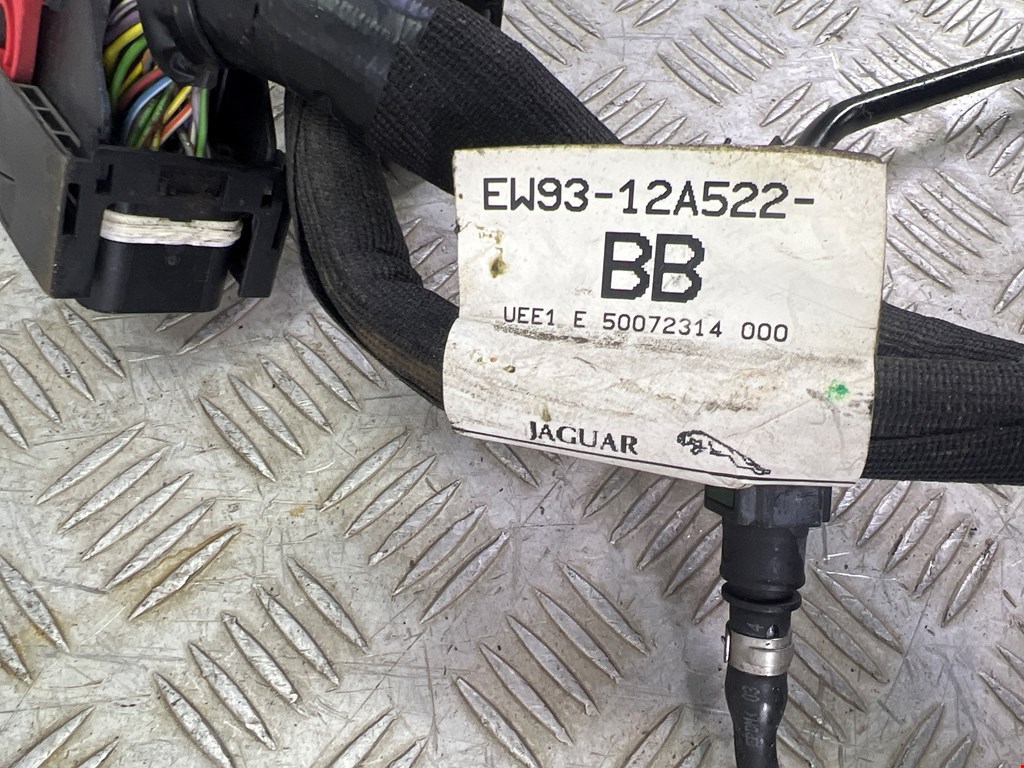 EW93-12A522-
BB
UEE1 E 50072314 000
JAGUAR